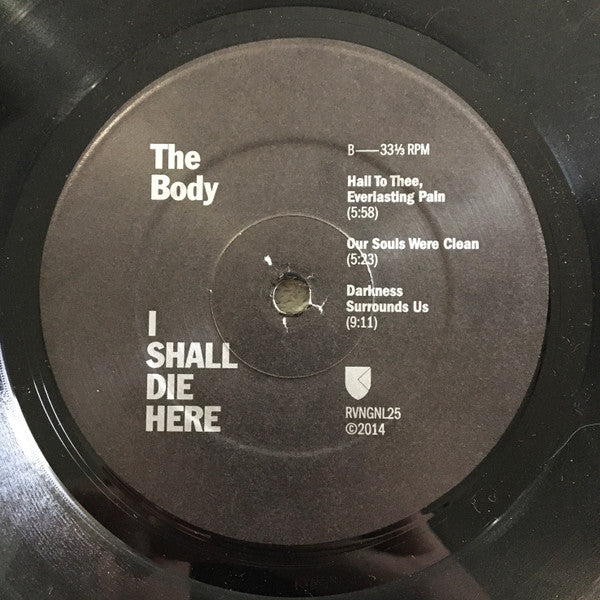 The
Body
I
SHALL
DIE
HERE
B—33⅓ RPM
Hail To Thee,
Everlasting Pain
(5:58)
Our Souls Were Clean
(5:23)
Darkness
Surrounds Us
(9:11)
RVNGNL25
©2014